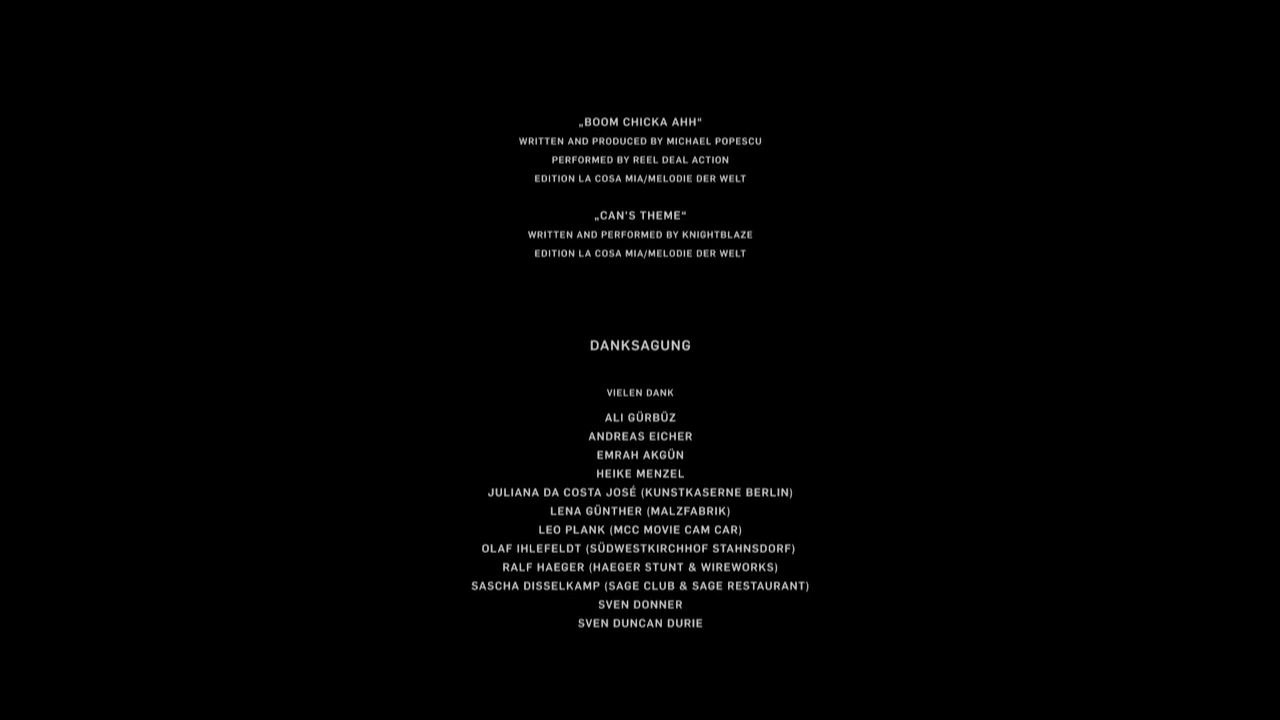 „BOOM CHICKA AHH“
WRITTEN AND PRODUCED BY MICHAEL POPESCU
PERFORMED BY REEL DEAL ACTION
EDITION LA COSA MIA/MELODIE DER WELT
„CAN'S THEME“
WRITTEN AND PERFORMED BY KNIGHTBLAZE
EDITION LA COSA MIA/MELODIE DER WELT
DANKSAGUNG
VIELEN DANK
ALI GÜRBÜZ
ANDREAS EICHER
EMRAH AKGÜN
HEIKE MENZEL
JULIANA DA COSTA JOSÉ (KUNSTKASERNE BERLIN)
LENA GÜNTHER (MALZFABRIK)
LEO PLANK (MCC MOVIE CAM CAR)
OLAF IHLEFELDT (SÜDWESTKIRCHHOF STAHNSDORF)
RALF HAEGER (HAEGER STUNT & WIREWORKS)
SASCHA DISSELKAMP (SAGE CLUB & SAGE RESTAURANT)
SVEN DONNER
SVEN DUNCAN DURIE